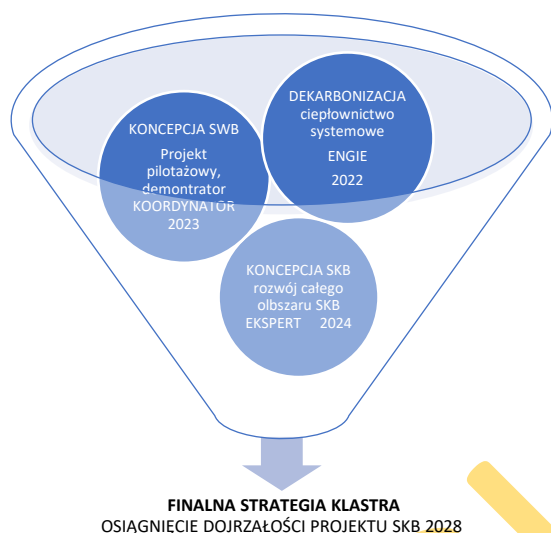 DEKARBONIZACJA
ciepłownictwo
systemowe
ENGIE
2022
KONCEPCJA SWB
Projekt
pilotażowy,
demontrator
KOORDYNATOR
2023
KONCEPCJA SKB
rozwój całego
olbszaru SKB
EKSPERT 2024
FINALNA STRATEGIA KLASTRA
OSIĄGNIĘCIE DOJRZAŁOŚCI PROJEKTU SKB 2028